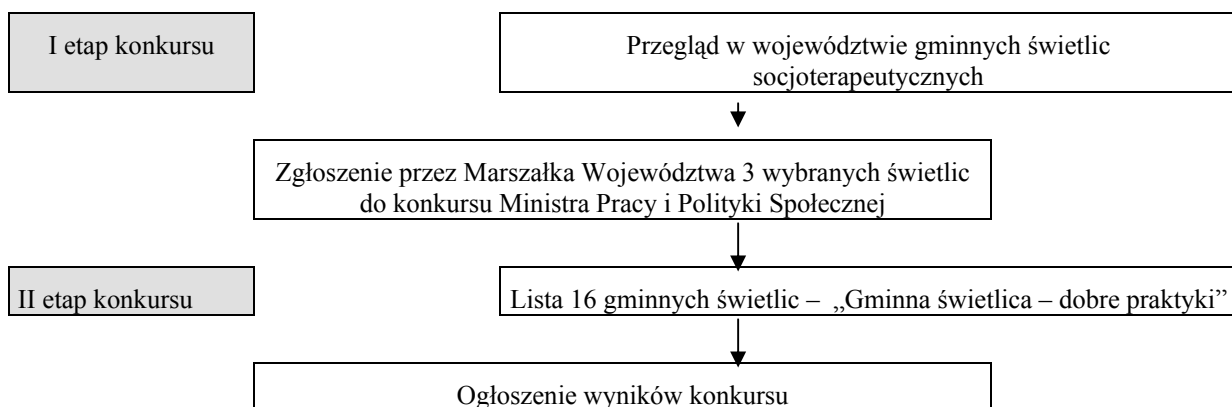 I etap konkursu
Przegląd w województwie gminnych świetlic
socjoterapeutycznych
Zgłoszenie przez Marszałka Województwa 3 wybranych świetlic
do konkursu Ministra Pracy i Polityki Społecznej
II etap konkursu
Lista 16 gminnych świetlic – „Gminna świetlica – dobre praktyki”
Ogłoszenie wyników konkursu